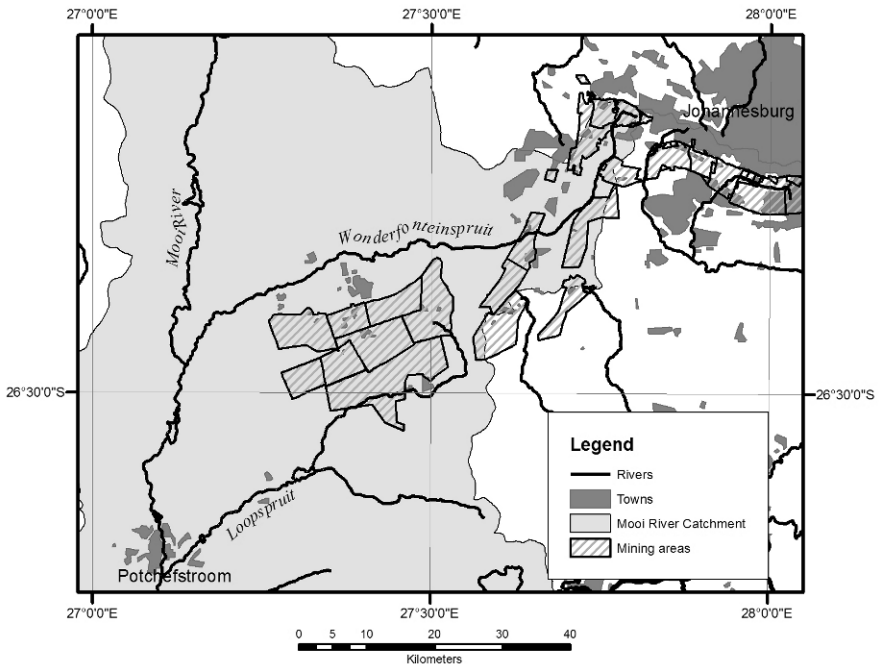 27°0'0"E 27°30'0"E 28°0'0"E
Johannesburg
Mooi River
Wonderfonteinspruit
26°30'0"S 26°30'0"S
Legend
Rivers
Towns
Mooi River Catchment
Mining areas
Loopspruit
Potchefstroom
27°0'0"E 27°30'0"E 28°0'0"E
0 5 10 20 30 40
Kilometers